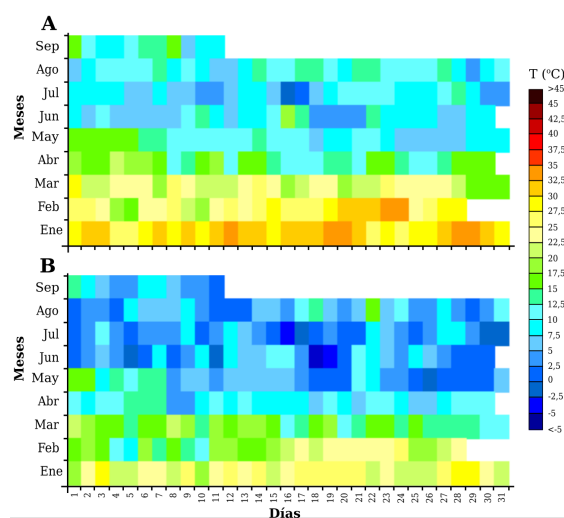 A
Meses
Sep
Ago
Jul
Jun
May
Abr
Mar
Feb
Ene
B
Meses
Sep
Ago
Jul
Jun
May
Abr
Mar
Feb
Ene
1 2 3 4 5 6 7 8 9 10 11 12 13 14 15 16 17 18 19 20 21 22 23 24 25 26 27 28 29 30 31
Días
T (°C)
>45
45
42,5
40
37,5
35
32,5
30
27,5
25
22,5
20
17,5
15
12,5
10
7,5
5
2,5
0
-2,5
-5
<-5